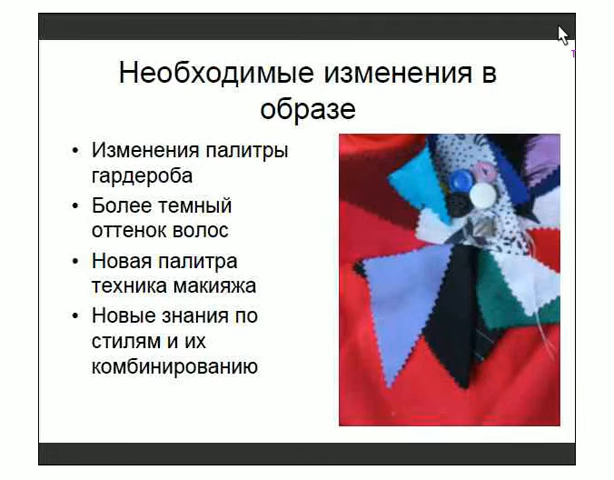 Необходимые изменения в
образе
• Изменения палитры
гардероба
• Более темный
оттенок волос
• Новая палитра
техника макияжа
• Новые знания по
стилям и их
комбинированию